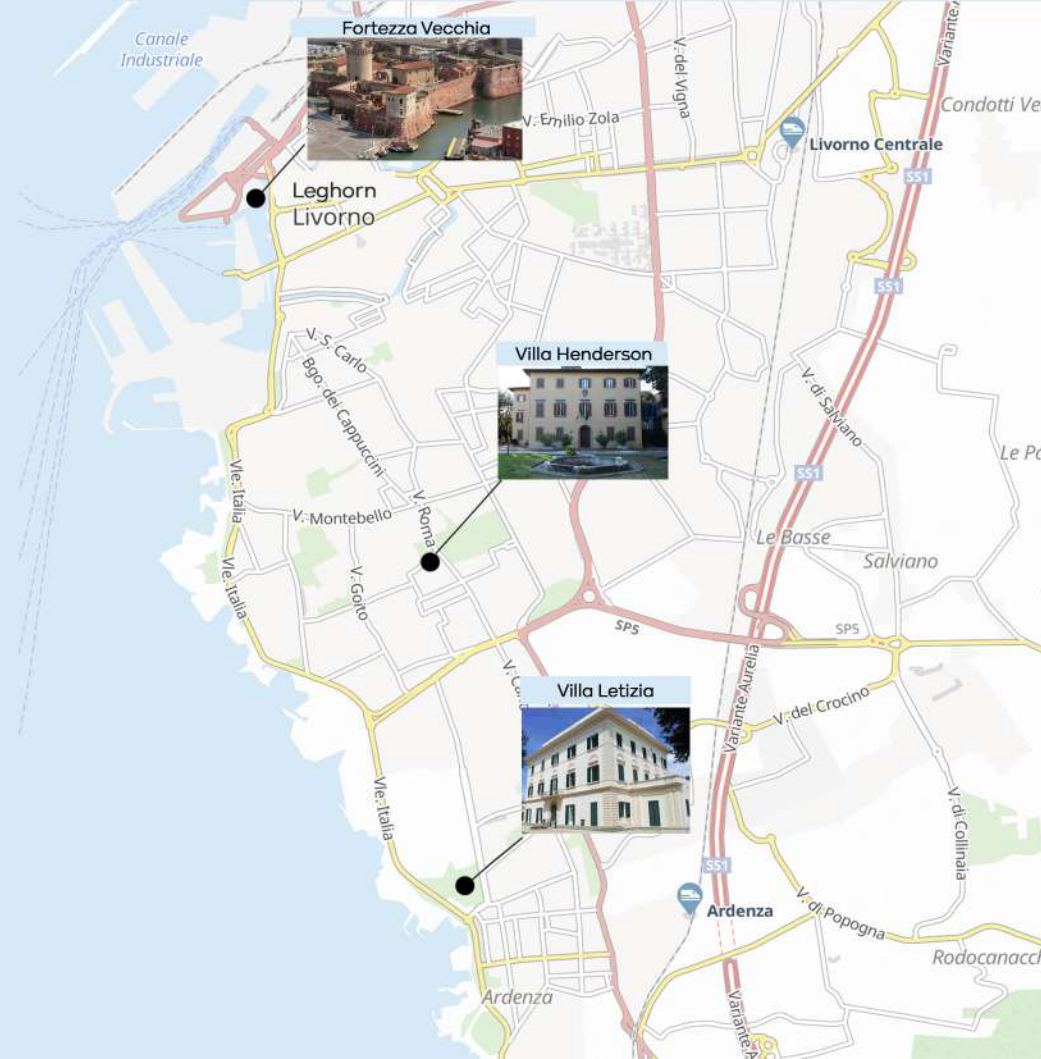 Fortezza Vecchia
Canale
Industriale
V. del Vigna
Variante
V. Emilio Zola
Condotti Ve
Livorno Centrale
SS1
Leghorn
Livorno
SS1
V. S. Carlo
Villa Henderson
Bgo. dei Cappuccini
V. di Salviano
Le
Vle. Italia
SS1
V. Roma
V. Montebello
Le Basse
Salviano
Vle. Italia
V. Goito
SP5
SP5
V.
Villa Letizia
Variante Aurelia
V. del Crocino
Vle. Italia
V. di Collinaia
SS1
Ardenza
V. di Popogna
Rodocanacch
Ardenza
Variante A